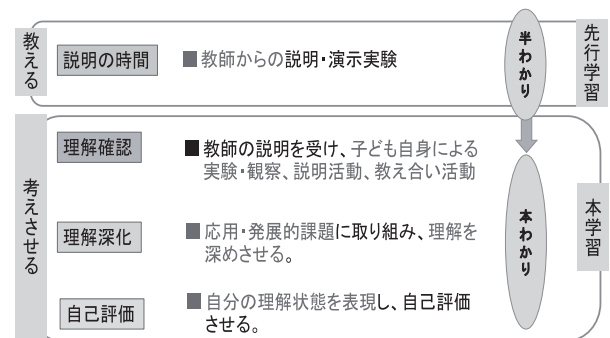 教える
説明の時間
■教師からの説明・演示実験
半わかり
先行学習
考えさせる
理解確認
■教師の説明を受け、子ども自身による
実験・観察、説明活動、教え合い活動
理解深化
■応用・発展的課題に取り組み、理解を
深めさせる。
自己評価
■自分の理解状態を表現し、自己評価
させる。
本わかり
本学習